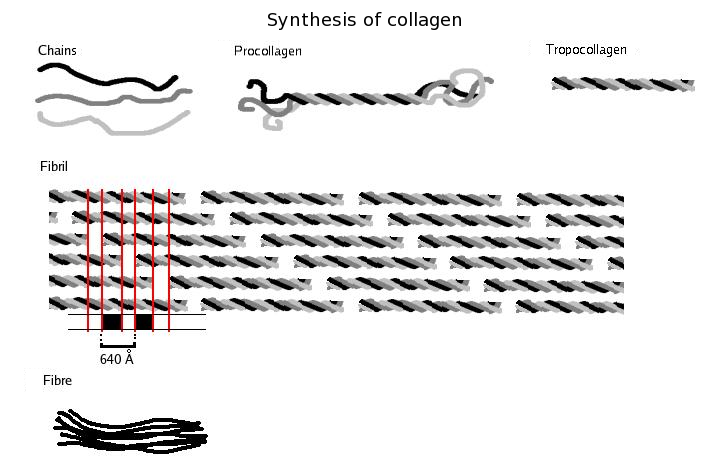 Synthesis of collagen
Chains
Procollagen
Tropocollagen
Fibril
640 Å
Fibre